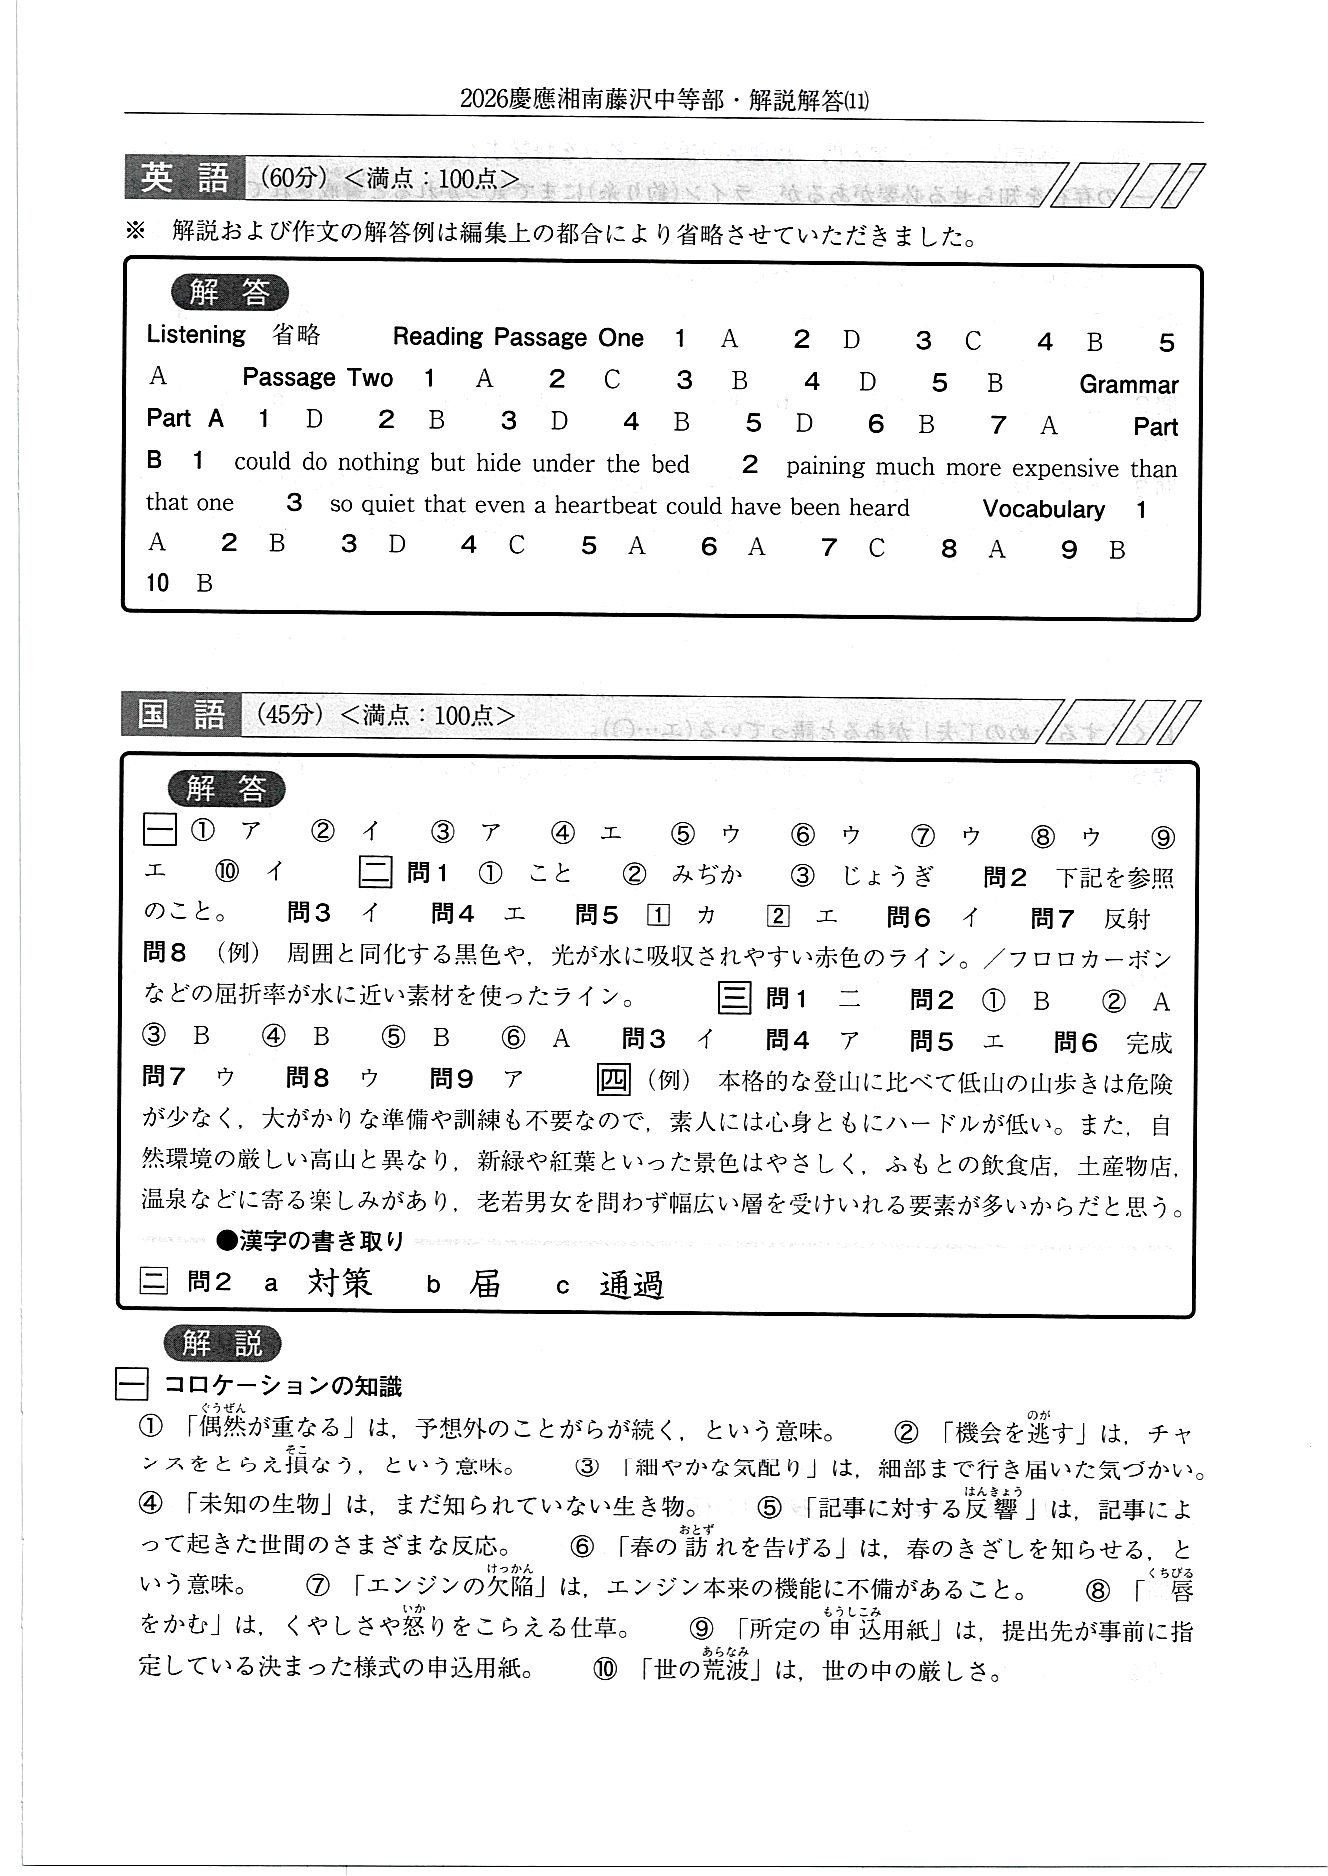 2026慶應湘南藤沢中等部・解説解答(11)
英 語 (60分) ＜満点：100点＞
※ 解説および作文の解答例は編集上の都合により省略させていただきました。
解 答
Listening 省略 Reading Passage One 1 A 2 D 3 C 4 B 5
A Passage Two 1 A 2 C 3 B 4 D 5 B Grammar
Part A 1 D 2 B 3 D 4 B 5 D 6 B 7 A Part
B 1 could do nothing but hide under the bed 2 paining much more expensive than
that one 3 so quiet that even a heartbeat could have been heard Vocabulary 1
A 2 B 3 D 4 C 5 A 6 A 7 C 8 A 9 B
10 B
国 語 (45分) ＜満点：100点＞
解 答
一 ① ア ② イ ③ ア ④ エ ⑤ ウ ⑥ ウ ⑦ ウ ⑧ ウ ⑨
エ ⑩ イ 二 問1 ① こと ② みぢか ③ じょうぎ 問2 下記を参照
のこと。 問3 イ 問4 エ 問5 1 カ 2 エ 問6 イ 問7 反射
問8 （例） 周囲と同化する黒色や，光が水に吸収されやすい赤色のライン。／フロロカーボン
などの屈折率が水に近い素材を使ったライン。 三 問1 二 問2 ① B ② A
③ B ④ B ⑤ B ⑥ A 問3 イ 問4 ア 問5 エ 問6 完成
問7 ウ 問8 ウ 問9 ア 四 （例） 本格的な登山に比べて低山の山歩きは危険
が少なく，大がかりな準備や訓練も不要なので，素人には心身ともにハードルが低い。また，自
然環境の厳しい高山と異なり，新緑や紅葉といった景色はやさしく，ふもとの飲食店，土産物店，
温泉などに寄る楽しみがあり，老若男女を問わず幅広い層を受けいれる要素が多いからだと思う。
●漢字の書き取り
二 問2 a 対策 b 届 c 通過
解 説
一 コロケーションの知識
① 「偶然が重なる」は，予想外のことがらが続く，という意味。 ② 「機会を逃す」は，チャ
ンスをとらえ損なう，という意味。 ③ 「細やかな気配り」は，細部まで行き届いた気づかい。
④ 「未知の生物」は，まだ知られていない生き物。 ⑤ 「記事に対する反響」は，記事によ
って起きた世間のさまざまな反応。 ⑥ 「春の訪れを告げる」は，春のきざしを知らせる，と
いう意味。 ⑦ 「エンジンの欠陥」は，エンジン本来の機能に不備があること。 ⑧ 「唇
をかむ」は，くやしさや怒りをこらえる仕草。 ⑨ 「所定の申込用紙」は，提出先が事前に指
定している決まった様式の申込用紙。 ⑩ 「世の荒波」は，世の中の厳しさ。